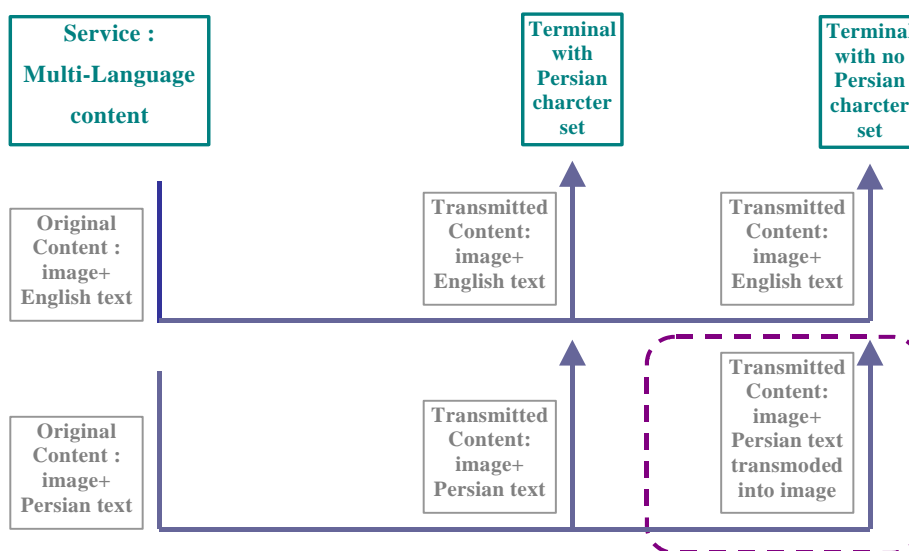 Service :
Multi-Language
content
Terminal
with
Persian
charcter
set
Terminal
with no
Persian
charcter
set
Original
Content :
image+
English text
Transmitted
Content:
image+
English text
Transmitted
Content:
image+
English text
Original
Content :
image+
Persian text
Transmitted
Content:
image+
Persian text
Transmitted
Content:
image+
Persian text
transmoded
into image